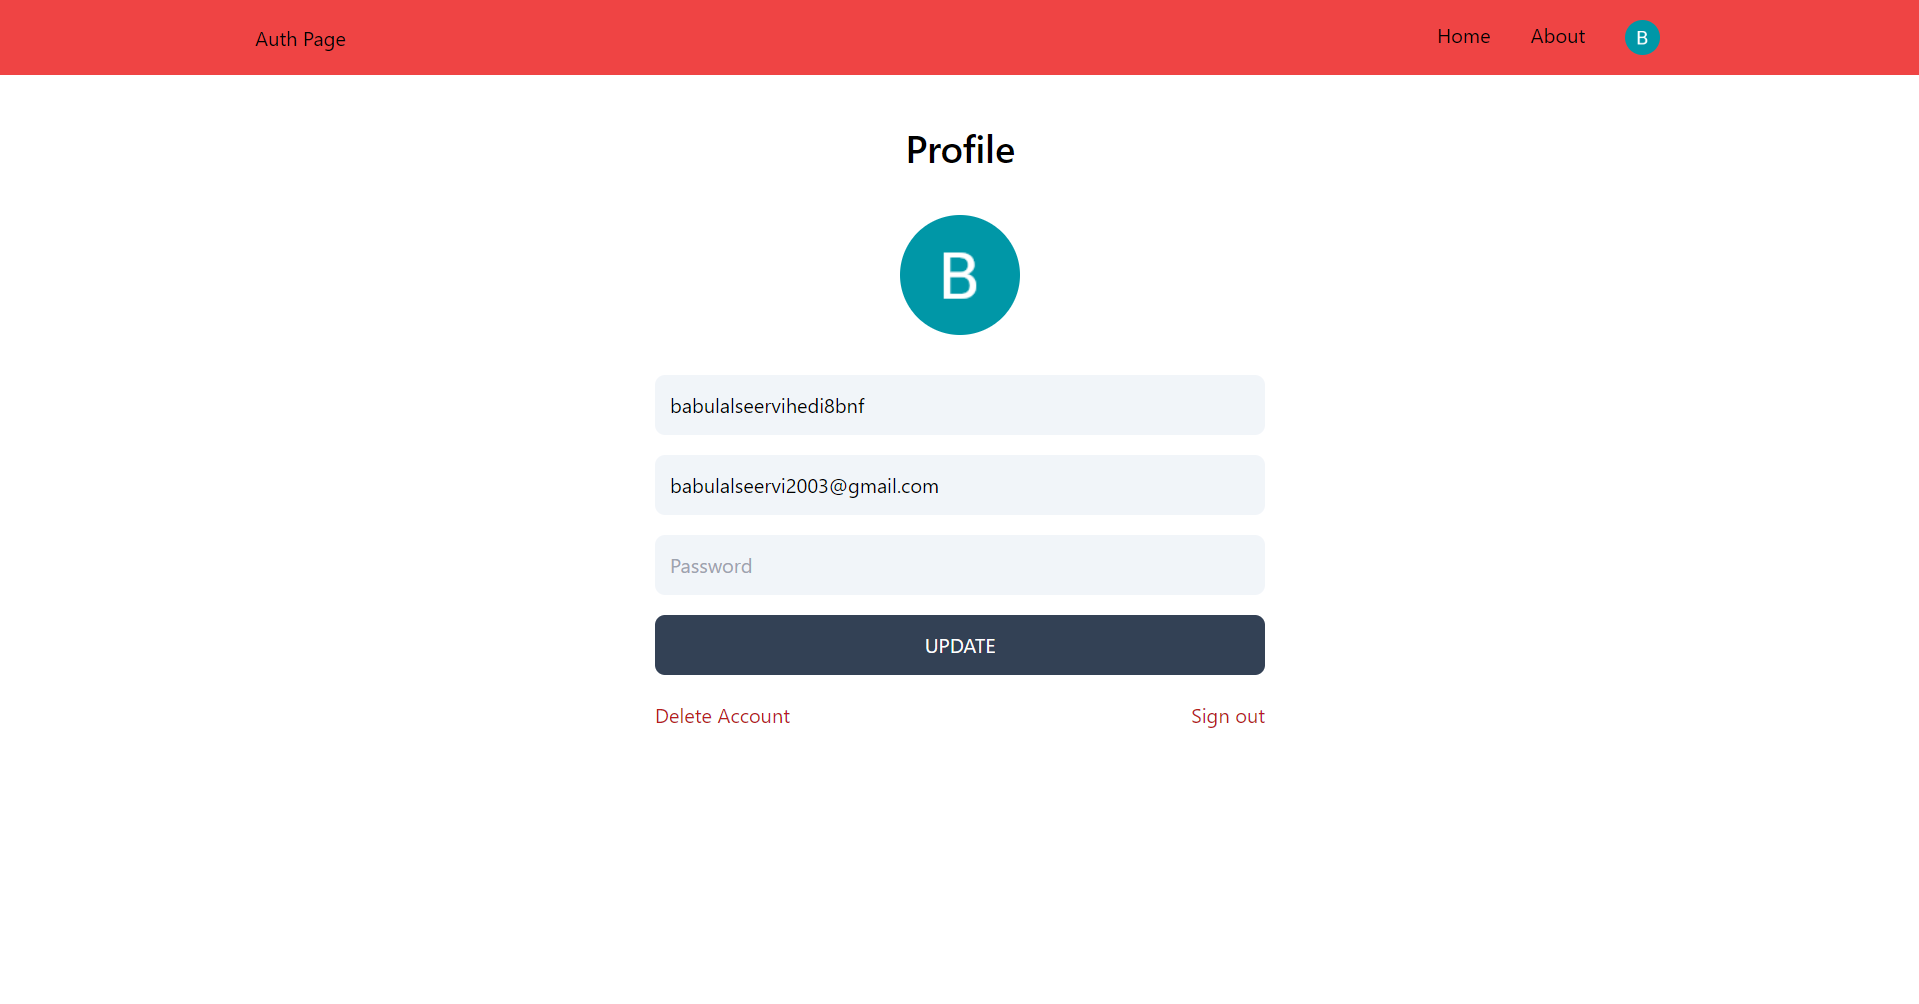 Auth Page
Home About B
Profile
B
babulalseervihedi8bnf
babulalseervi2003@gmail.com
Password
UPDATE
Delete Account Sign out